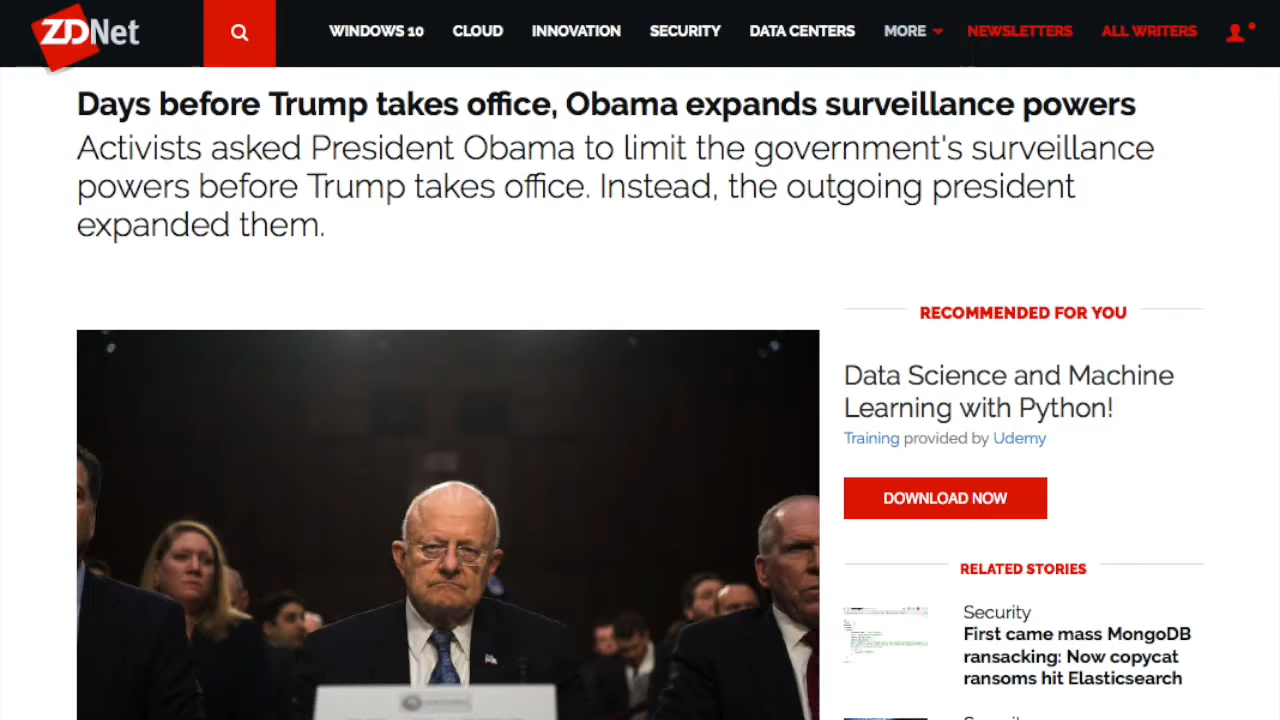 ZDNet
WINDOWS 10 CLOUD INNOVATION SECURITY DATA CENTERS MORE NEWSLETTERS ALL WRITERS
Days before Trump takes office, Obama expands surveillance powers
Activists asked President Obama to limit the government's surveillance
powers before Trump takes office. Instead, the outgoing president
expanded them.
RECOMMENDED FOR YOU
Data Science and Machine
Learning with Python!
Training provided by Udemy
DOWNLOAD NOW
RELATED STORIES
Security
First came mass MongoDB
ransacking: Now copycat
ransoms hit Elasticsearch